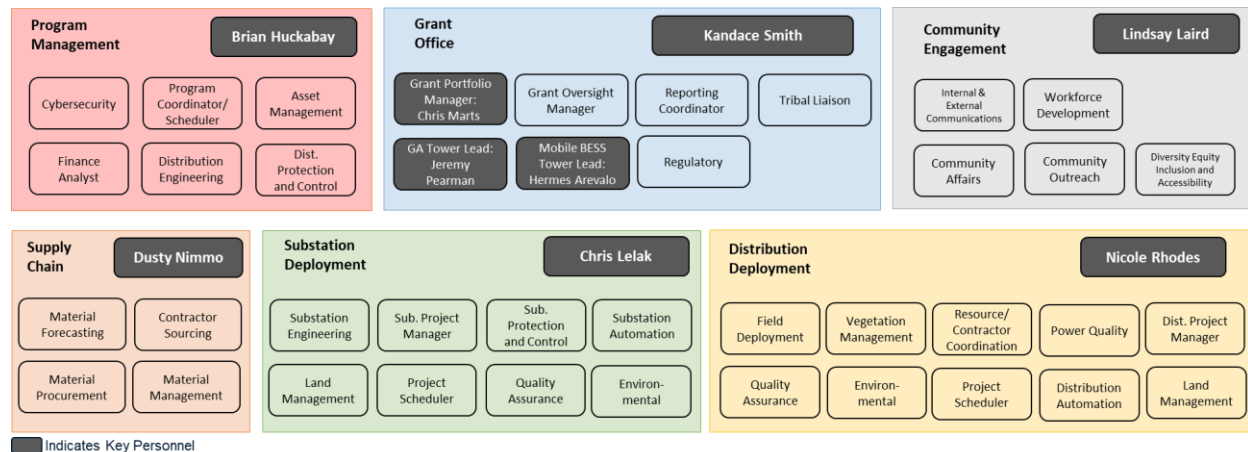 Program
Management
Brian Huckabay
Cybersecurity
Program
Coordinator/
Scheduler
Asset
Management
Finance
Analyst
Distribution
Engineering
Dist.
Protection
and Control
Grant
Office
Kandace Smith
Grant Portfolio
Manager:
Chris Marts
Grant Oversight
Manager
Reporting
Coordinator
Tribal Liaison
GA Tower Lead:
Jeremy
Pearman
Mobile BESS
Tower Lead:
Hermes Arevalo
Regulatory
Community
Engagement
Lindsay Laird
Internal &
External
Communications
Workforce
Development
Community
Affairs
Community
Outreach
Diversity Equity
Inclusion and
Accessibility
Supply
Chain
Dusty Nimmo
Material
Forecasting
Contractor
Sourcing
Material
Procurement
Material
Management
Substation
Deployment
Chris Lelak
Substation
Engineering
Sub. Project
Manager
Sub.
Protection
and Control
Substation
Automation
Land
Management
Project
Scheduler
Quality
Assurance
Environ-
mental
Distribution
Deployment
Nicole Rhodes
Field
Deployment
Vegetation
Management
Resource/
Contractor
Coordination
Power Quality
Dist. Project
Manager
Quality
Assurance
Environ-
mental
Project
Scheduler
Distribution
Automation
Land
Management
Indicates Key Personnel